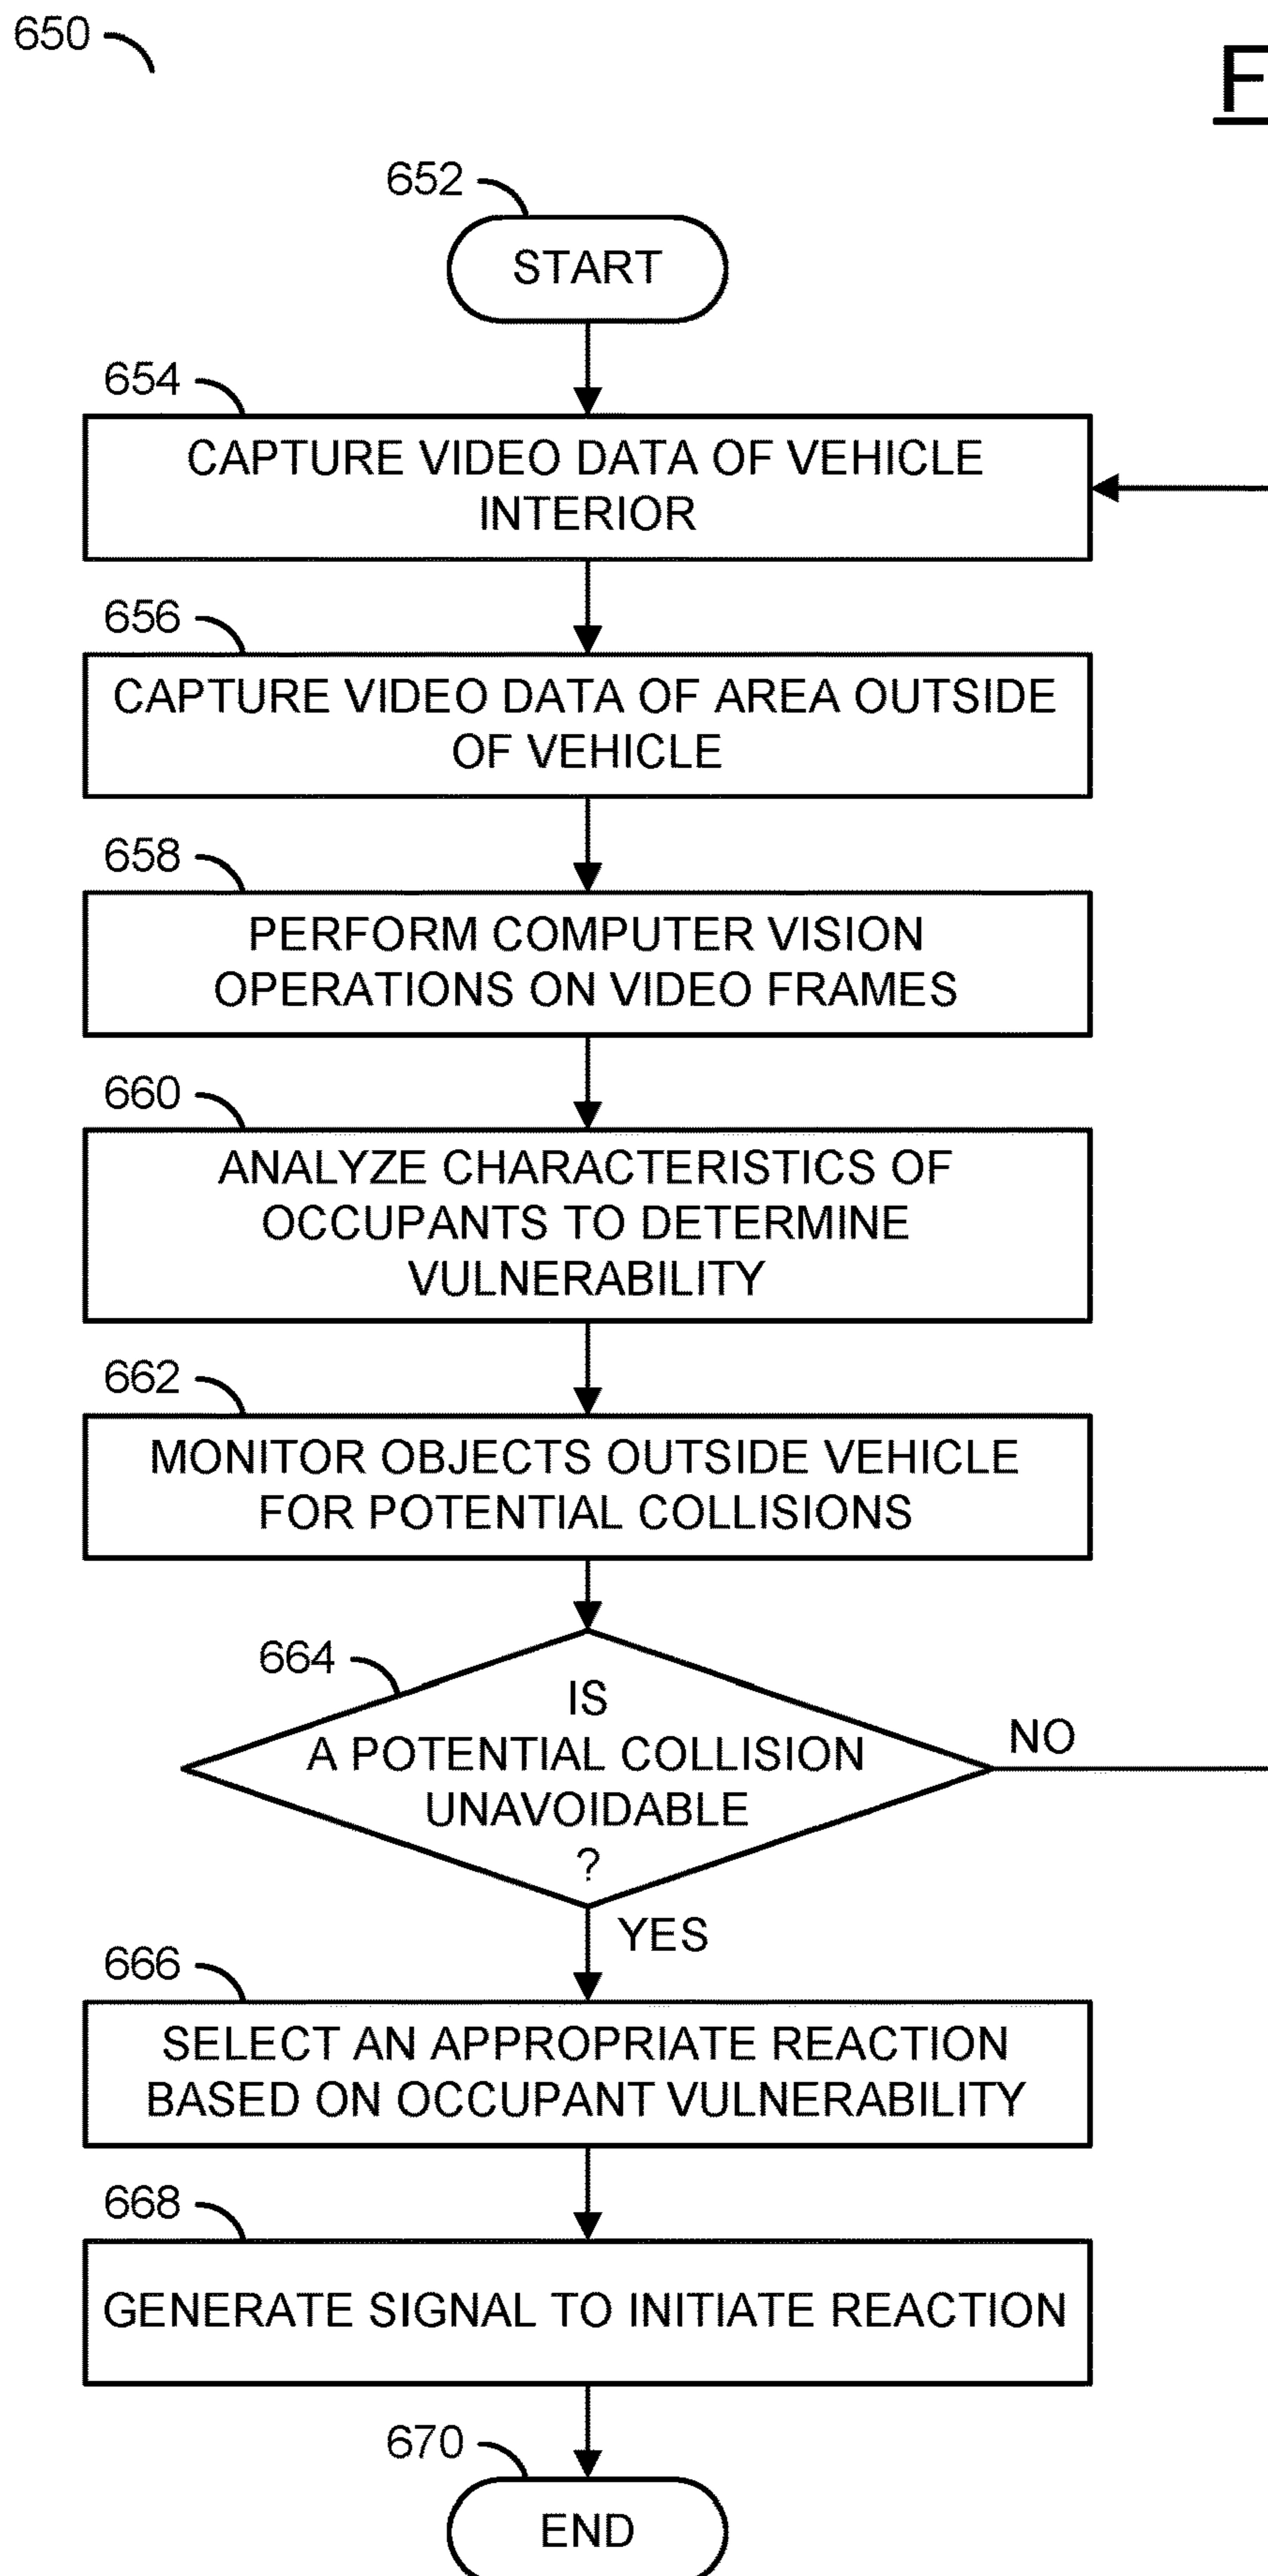 650
F
652
START
654
CAPTURE VIDEO DATA OF VEHICLE
INTERIOR
656
CAPTURE VIDEO DATA OF AREA OUTSIDE
OF VEHICLE
658
PERFORM COMPUTER VISION
OPERATIONS ON VIDEO FRAMES
660
ANALYZE CHARACTERISTICS OF
OCCUPANTS TO DETERMINE
VULNERABILITY
662
MONITOR OBJECTS OUTSIDE VEHICLE
FOR POTENTIAL COLLISIONS
664
IS
A POTENTIAL COLLISION
UNAVOIDABLE
?
NO
YES
666
SELECT AN APPROPRIATE REACTION
BASED ON OCCUPANT VULNERABILITY
668
GENERATE SIGNAL TO INITIATE REACTION
670
END